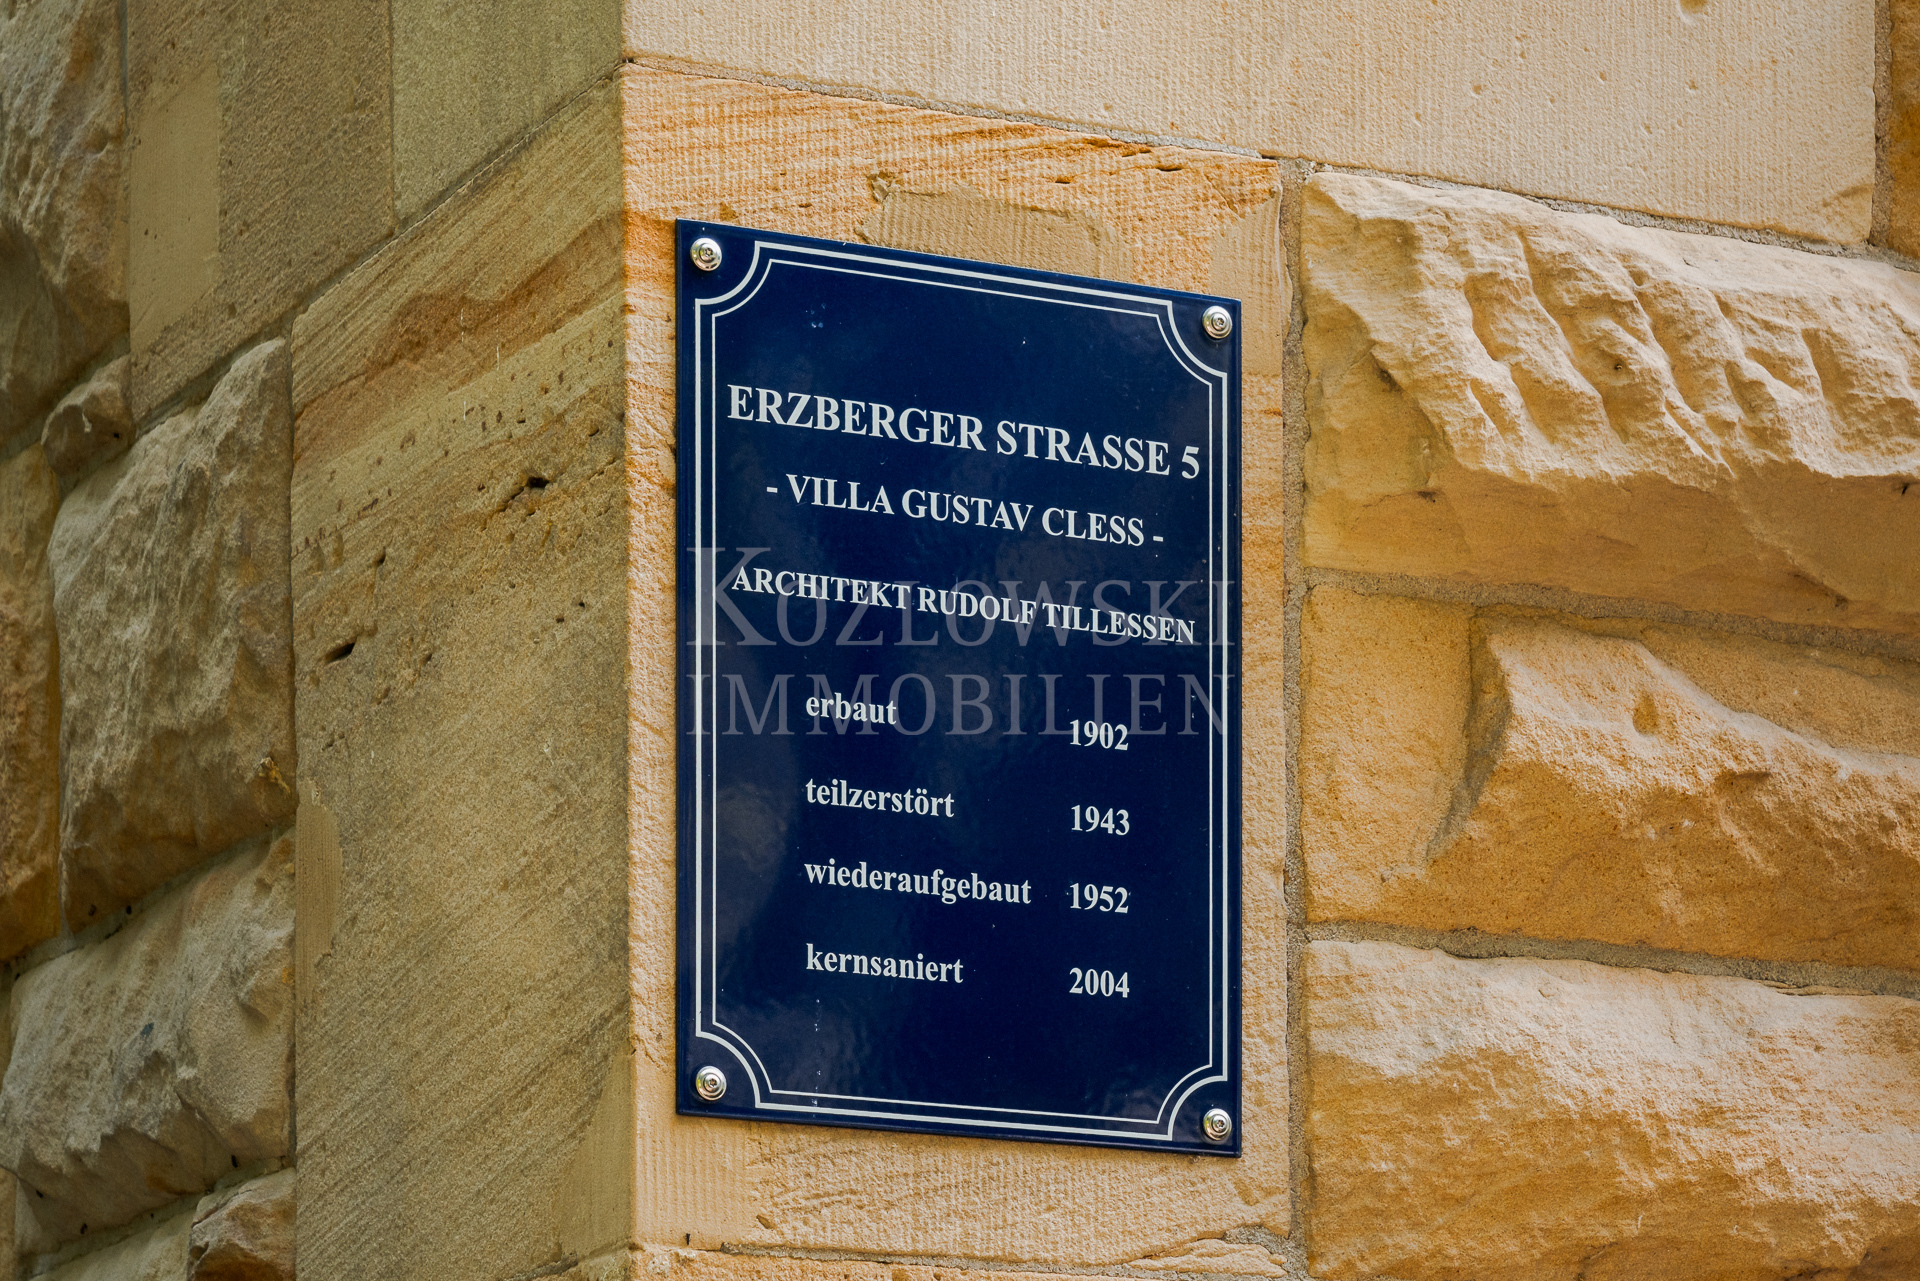 ERZBERGER STRASSE 5
- VILLA GUSTAV CLESS -
ARCHITEKT RUDOLF TILLESSEN
KOZLOWSKI
IMMOBILIEN
erbaut 1902
teilzerstört 1943
wiederaufgebaut 1952
kernsaniert 2004